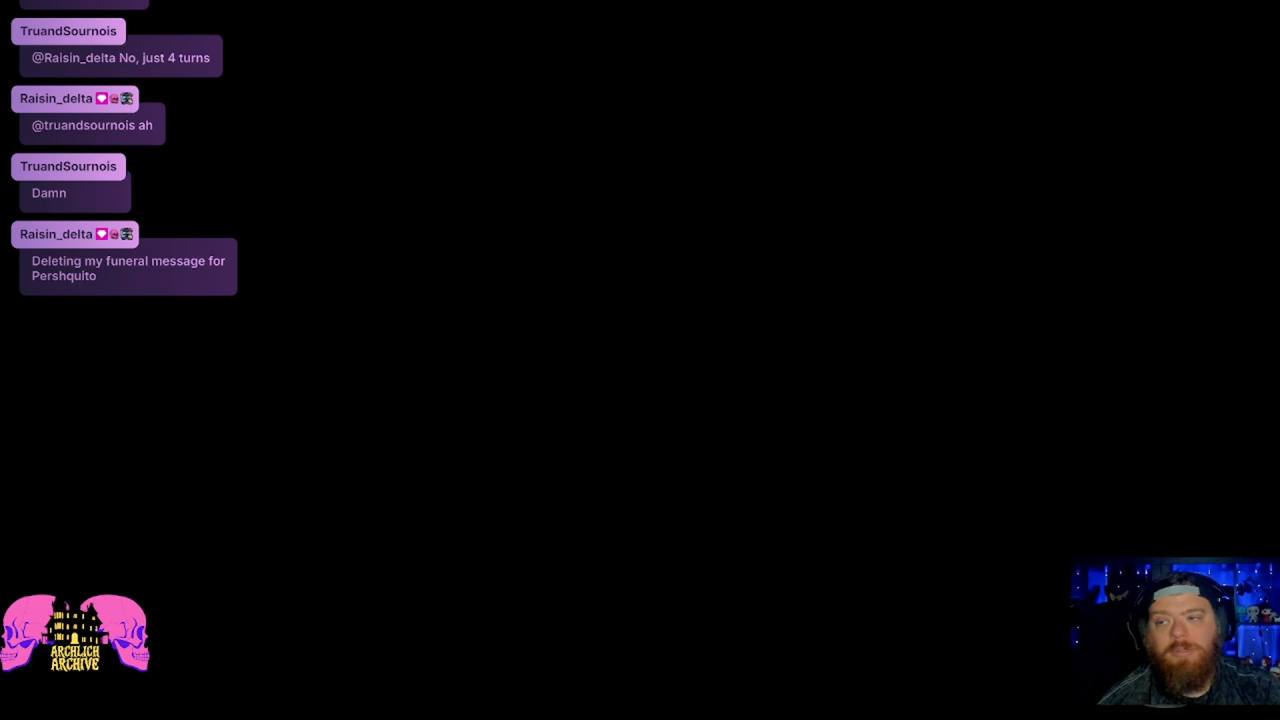 TruandSournois
@Raisin_delta No, just 4 turns
Raisin_delta
@truandsournois ah
TruandSournois
Damn
Raisin_delta
Deleting my funeral message for
Pershquito
ARCHLICH
ARCHIVE